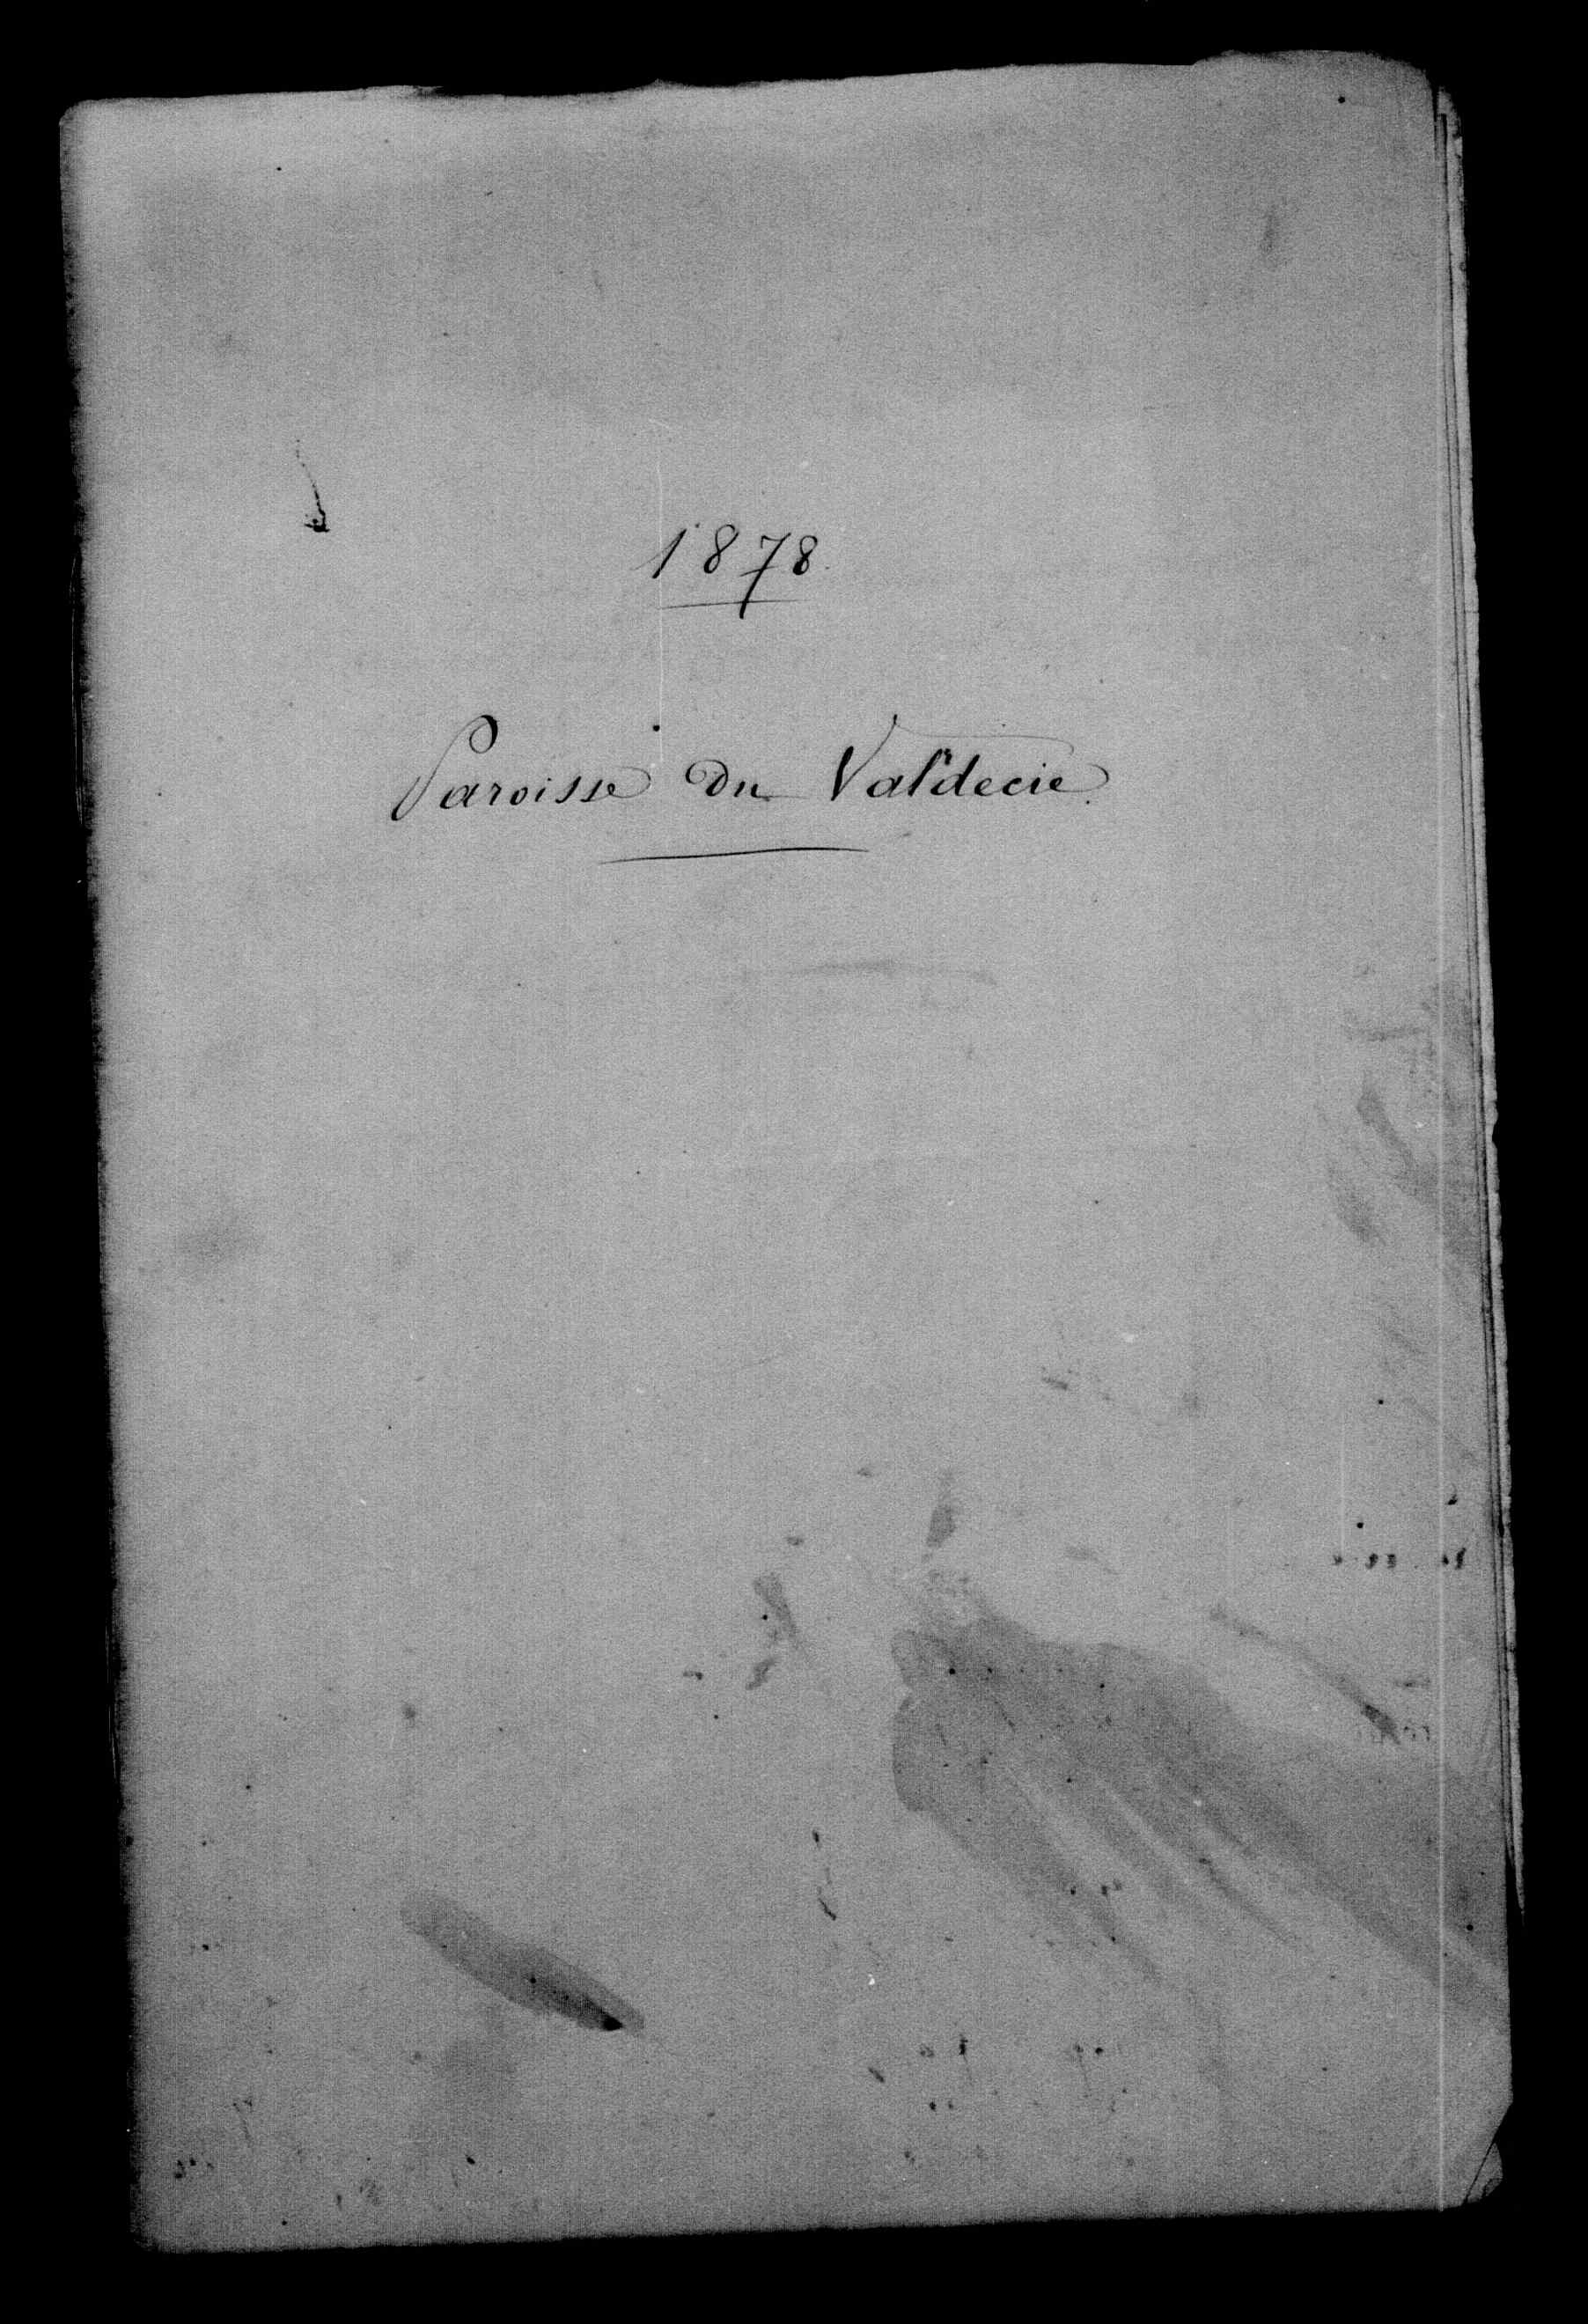 1878.
Paroisse du Valdecie.